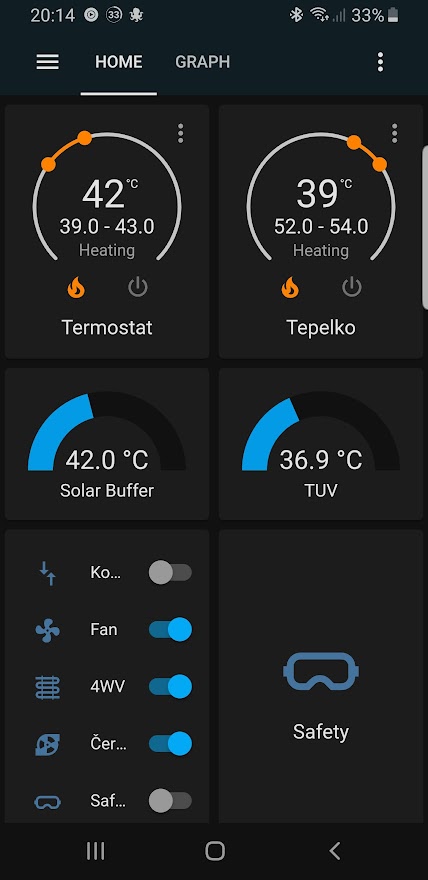 20:14 33 33%
HOME GRAPH
42 °C
39.0 - 43.0
Heating
Termostat
39 °C
52.0 - 54.0
Heating
Tepelko
42.0 °C
Solar Buffer
36.9 °C
TUV
Ko...
Fan
4WV
Čer...
Saf...
Safety